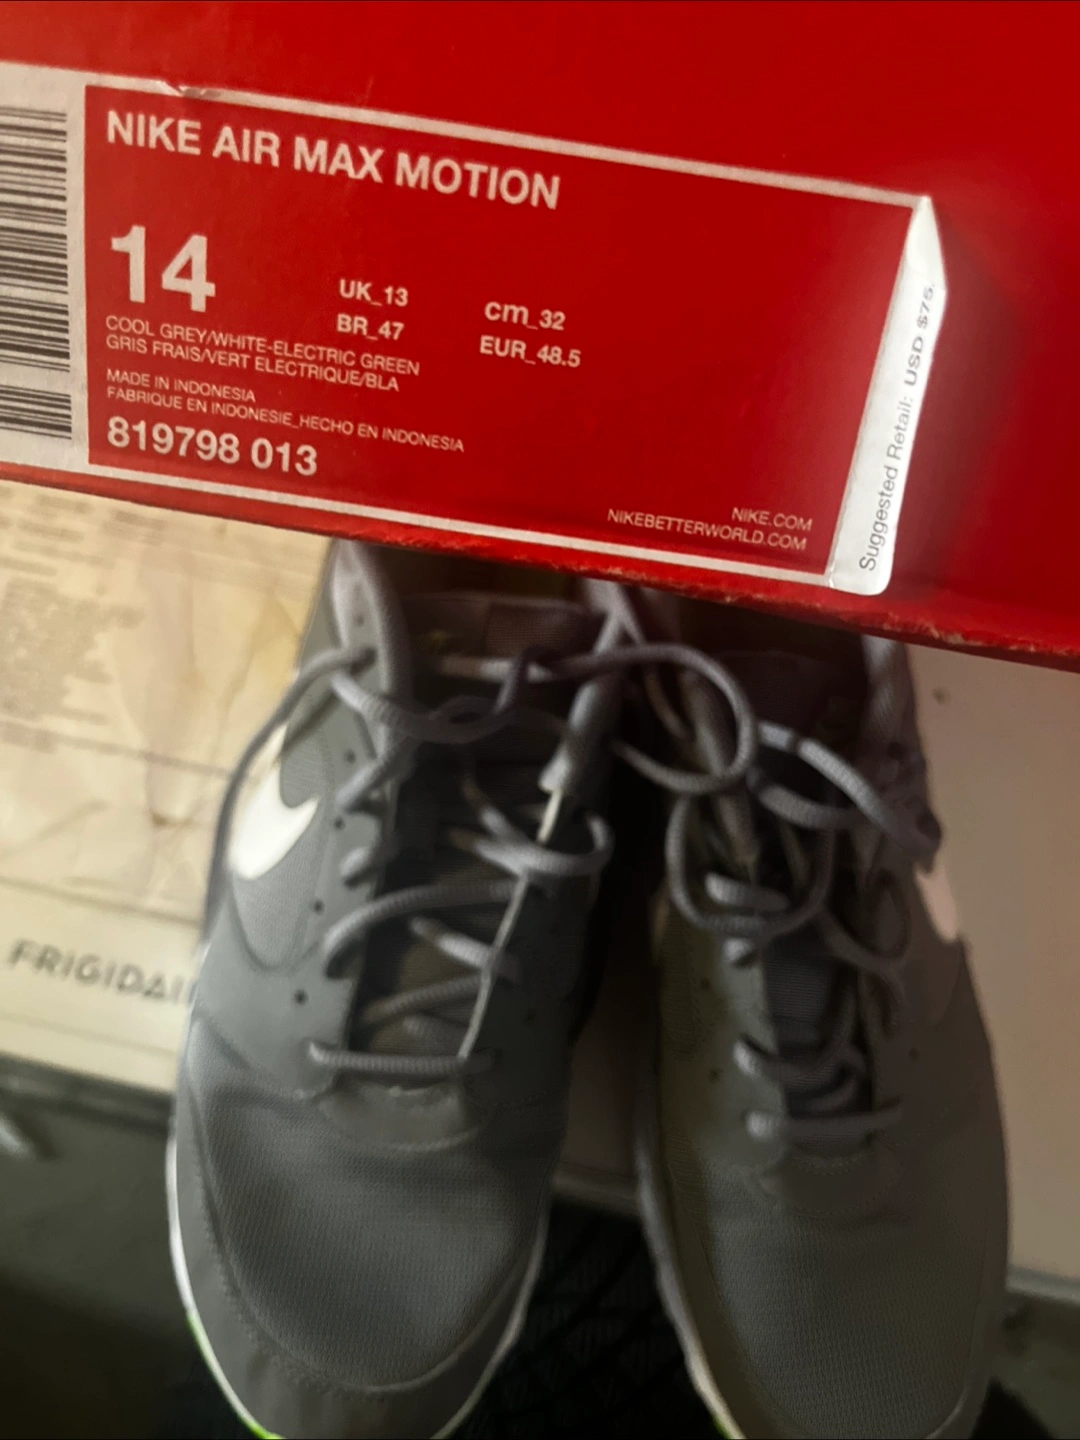 NIKE AIR MAX MOTION
14
UK_13
cm_32
BR_47
EUR_48.5
COOL GREY/WHITE-ELECTRIC GREEN
GRIS FRAIS/VERT ELECTRIQUE/BLA
MADE IN INDONESIA
FABRIQUE EN INDONESIE_HECHO EN INDONESIA
819798 013
NIKE.COM
NIKEBETTERWORLD.COM
Suggested Retail: USD $75.
FRIGIDAI